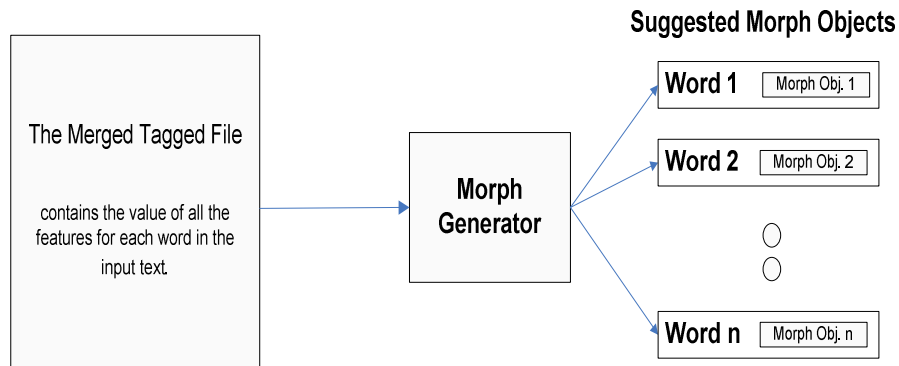 The Merged Tagged File
contains the value of all the
features for each word in the
input text.
Morph
Generator
Suggested Morph Objects
Word 1 Morph Obj. 1
Word 2 Morph Obj. 2
Word n Morph Obj. n